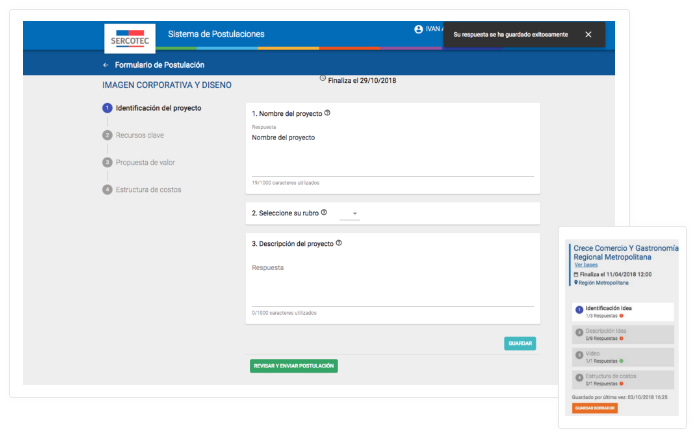 SERCOTEC
Sistema de Postulaciones
IVAN
Su respuesta se ha guardado exitosamente
Formulario de Postulación
IMAGEN CORPORATIVA Y DISENO
Finaliza el 29/10/2018
1 Identificación del proyecto
2 Recursos clave
3 Propuesta de valor
4 Estructura de costos
1. Nombre del proyecto
Respuesta
Nombre del proyecto
19/1000 caracteres utilizados
2. Seleccione su rubro
3. Descripción del proyecto
Respuesta
0/1000 caracteres utilizados
GUARDAR
REVISAR Y ENVIAR POSTULACIÓN
Crece Comercio Y Gastronomía
Regional Metropolitana
Ver bases
Finaliza el 11/04/2018 12:00
Región Metropolitana
1 Identificación Idea
1/3 Respuestas
2 Descripción Idea
0/8 Respuestas
3 Video
1/1 Respuestas
4 Estructura de costos
0/1 Respuestas
Guardado por última vez: 03/10/2018 16:25
GUARDAR BORRADOR